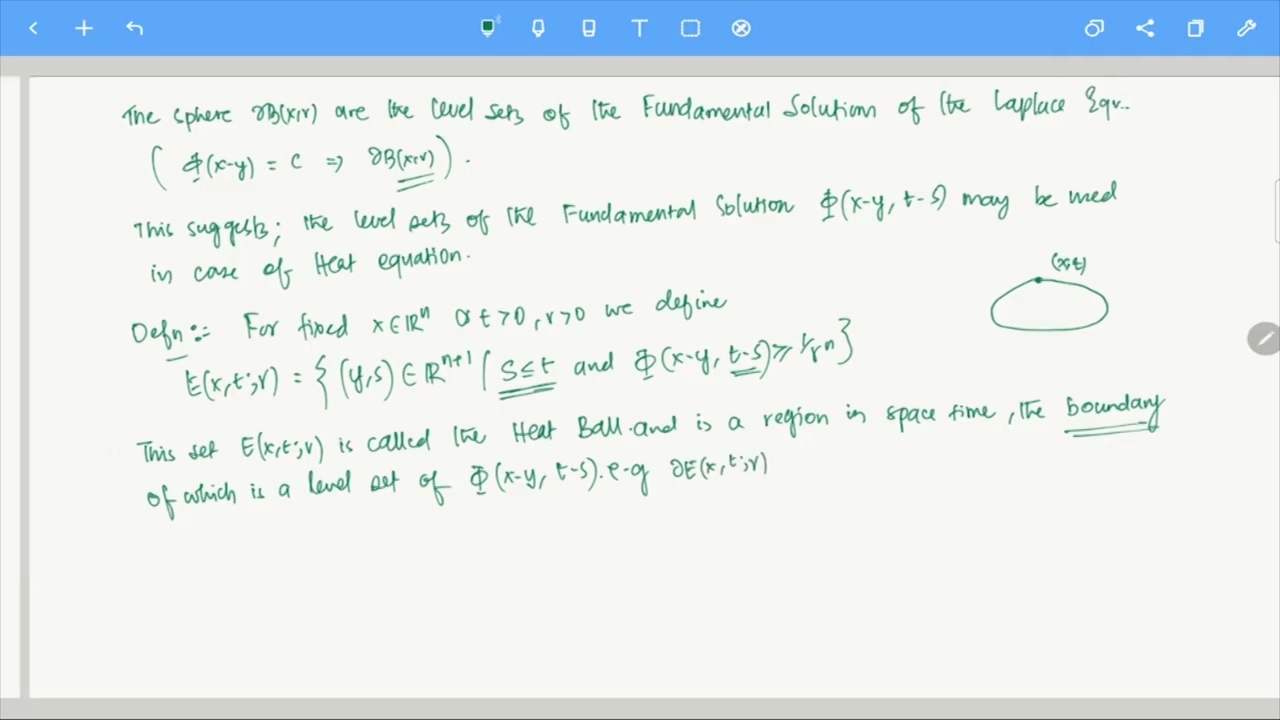 The sphere ∂B(x,r) are the level sets of the Fundamental Solution of the Laplace Eqn..
( Φ(x-y) = c ⇒ ∂B(x,r) ).
This suggests; the level sets of the Fundamental Solution Φ(x-y, t-s) may be used
in case of Heat equation.
(x,t)
Defn:- For fixed x∈ℝⁿ & t>0, r>0 we define
E(x,t;r) = { (y,s) ∈ ℝⁿ⁺¹ | s≤t and Φ(x-y, t-s) ≥ 1/rⁿ }
This set E(x,t;r) is called the Heat Ball.and is a region in space time, the boundary
of which is a level set of Φ(x-y, t-s). e-g ∂E(x,t;r)